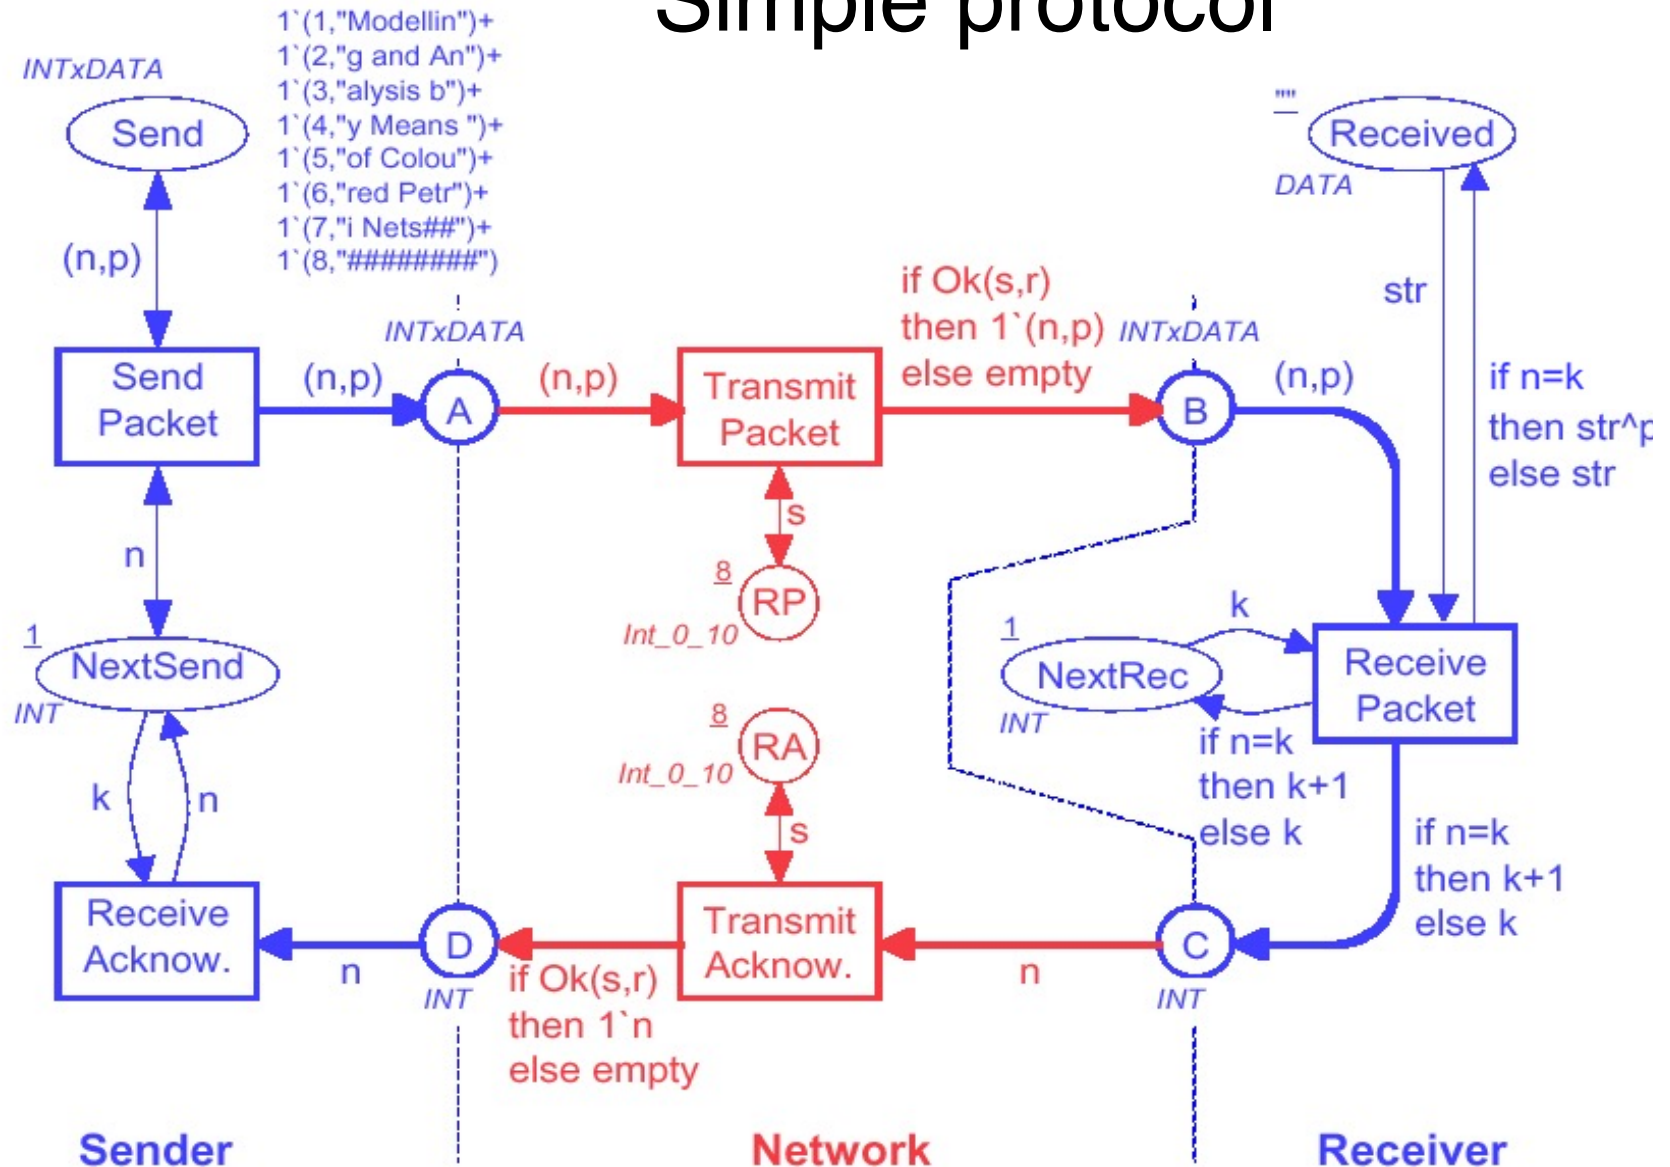 Simple protocol
1`(1,"Modellin")+
1`(2,"g and An")+
1`(3,"alysis b")+
1`(4,"y Means ")+
1`(5,"of Colou")+
1`(6,"red Petr")+
1`(7,"i Nets##")+
1`(8,"########")
INTxDATA
Send
""
Received
DATA
(n,p)
str
if Ok(s,r)
then 1`(n,p)
else empty
INTxDATA
INTxDATA
Send
Packet
(n,p)
A
(n,p)
Transmit
Packet
B
(n,p)
if n=k
then str^p
else str
n
s
8
RP
Int_0_10
1
NextSend
INT
k
1
NextRec
INT
Receive
Packet
if n=k
then k+1
else k
8
RA
Int_0_10
k
n
s
if n=k
then k+1
else k
Receive
Acknow.
n
D
INT
if Ok(s,r)
then 1`n
else empty
Transmit
Acknow.
n
C
INT
Sender
Network
Receiver